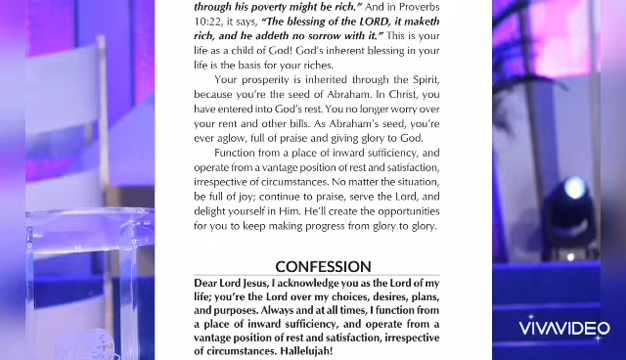 through his poverty might be rich.” And in Proverbs
10:22, it says, “The blessing of the LORD, it maketh
rich, and he addeth no sorrow with it.” This is your
life as a child of God! God’s inherent blessing in your
life is the basis for your riches.
Your prosperity is inherited through the Spirit,
because you’re the seed of Abraham. In Christ, you
have entered into God’s rest. You no longer worry over
your rent and other bills. As Abraham’s seed, you’re
ever aglow, full of praise and giving glory to God.
Function from a place of inward sufficiency, and
operate from a vantage position of rest and satisfaction,
irrespective of circumstances. No matter the situation,
be full of joy; continue to praise, serve the Lord, and
delight yourself in Him. He’ll create the opportunities
for you to keep making progress from glory to glory.
CONFESSION
Dear Lord Jesus, I acknowledge you as the Lord of my
life; you’re the Lord over my choices, desires, plans,
and purposes. Always and at all times, I function from
a place of inward sufficiency, and operate from a
vantage position of rest and satisfaction, irrespective
of circumstances. Hallelujah!
VIVAVIDEO